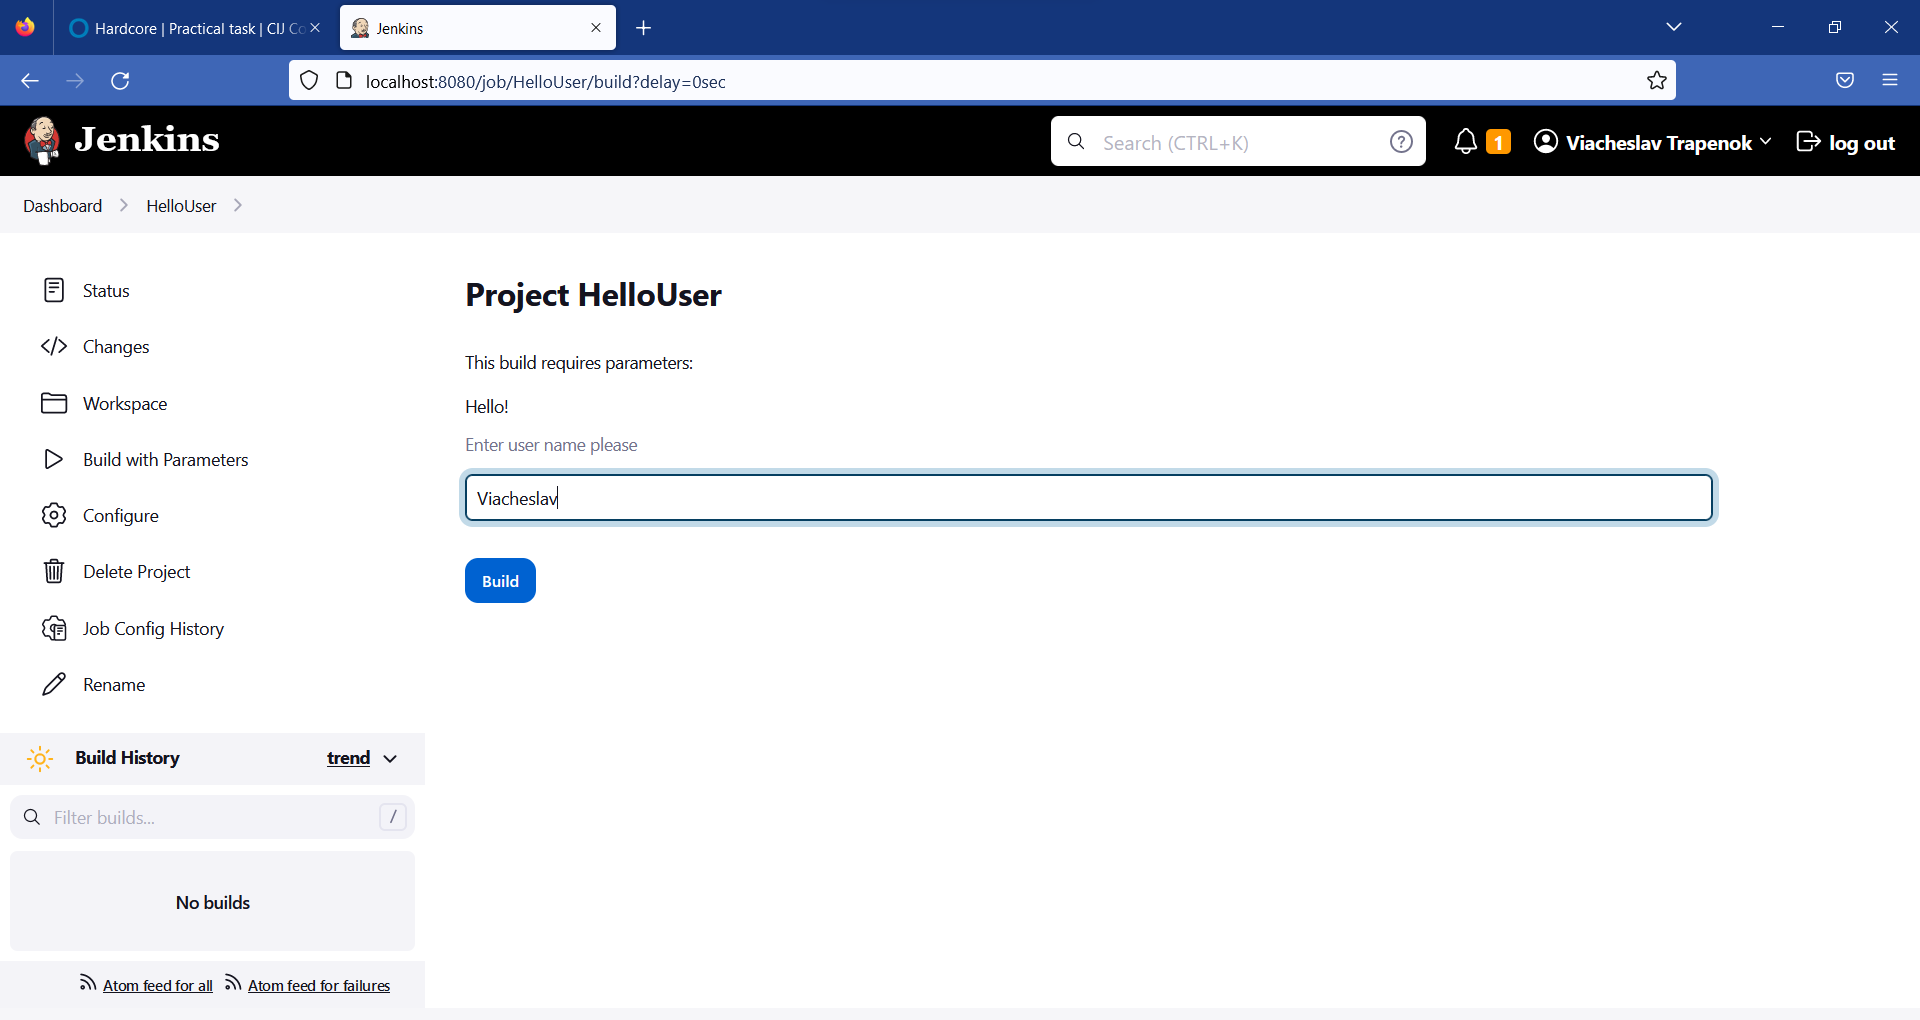 Hardcore | Practical task | CIJ Co
Jenkins
localhost:8080/job/HelloUser/build?delay=0sec
Jenkins
Search (CTRL+K)
1
Viacheslav Trapenok
log out
Dashboard
HelloUser
Status
Changes
Workspace
Build with Parameters
Configure
Delete Project
Job Config History
Rename
Build History
trend
Filter builds...
/
No builds
Atom feed for all
Atom feed for failures
Project HelloUser
This build requires parameters:
Hello!
Enter user name please
Viacheslav
Build